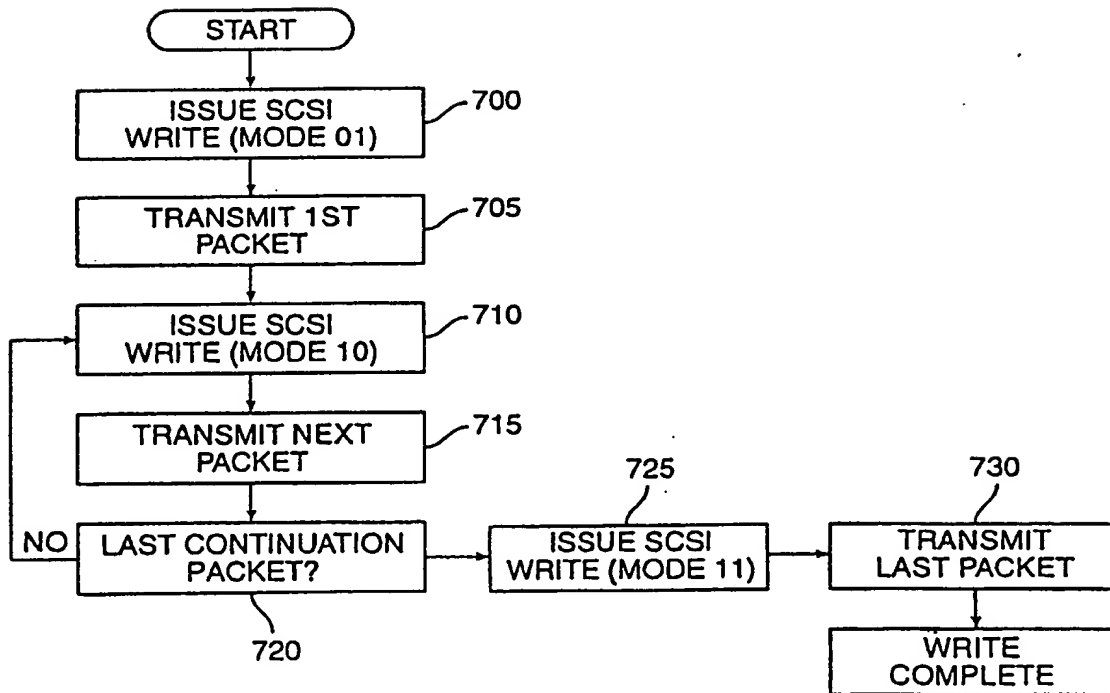 START
ISSUE SCSI
WRITE (MODE 01)
700
TRANSMIT 1ST
PACKET
705
ISSUE SCSI
WRITE (MODE 10)
710
TRANSMIT NEXT
PACKET
715
NO
LAST CONTINUATION
PACKET?
720
725
ISSUE SCSI
WRITE (MODE 11)
730
TRANSMIT
LAST PACKET
WRITE
COMPLETE